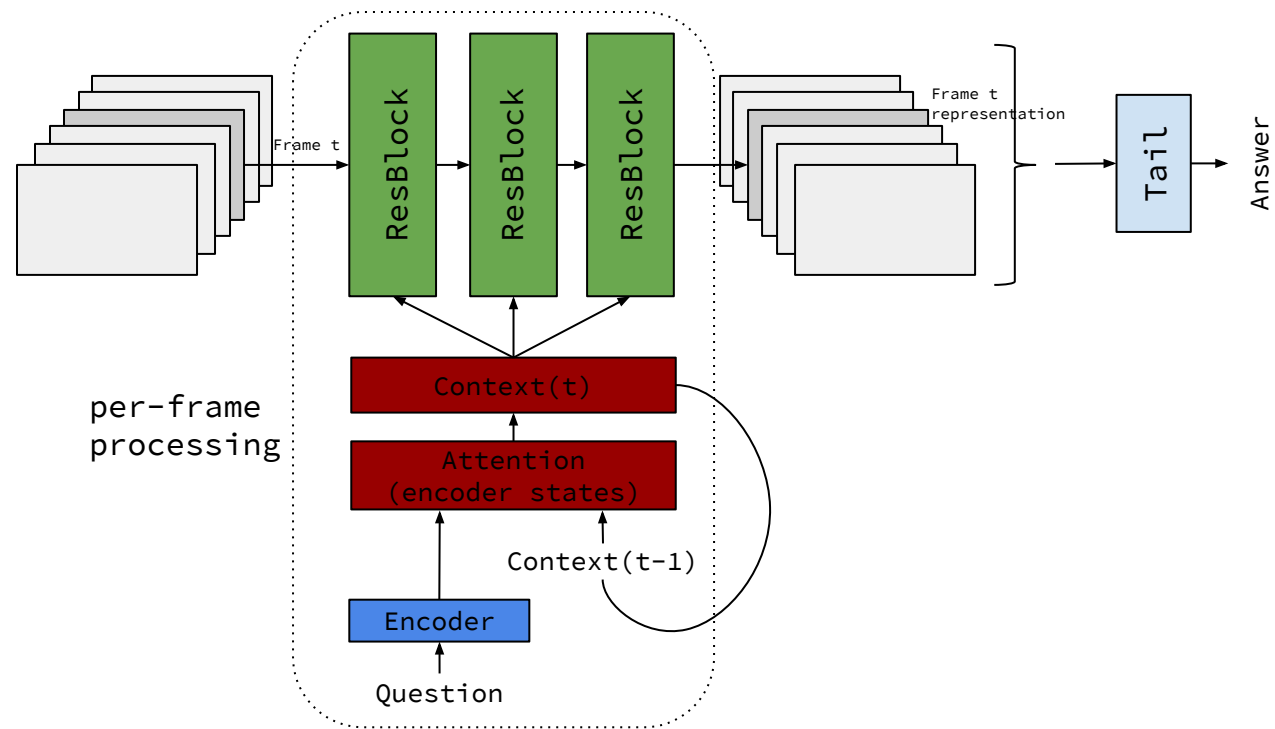 Frame t
ResBlock
ResBlock
ResBlock
Frame t
representation
Tail
Answer
Context(t)
per-frame
processing
Attention
(encoder states)
Context(t-1)
Encoder
Question